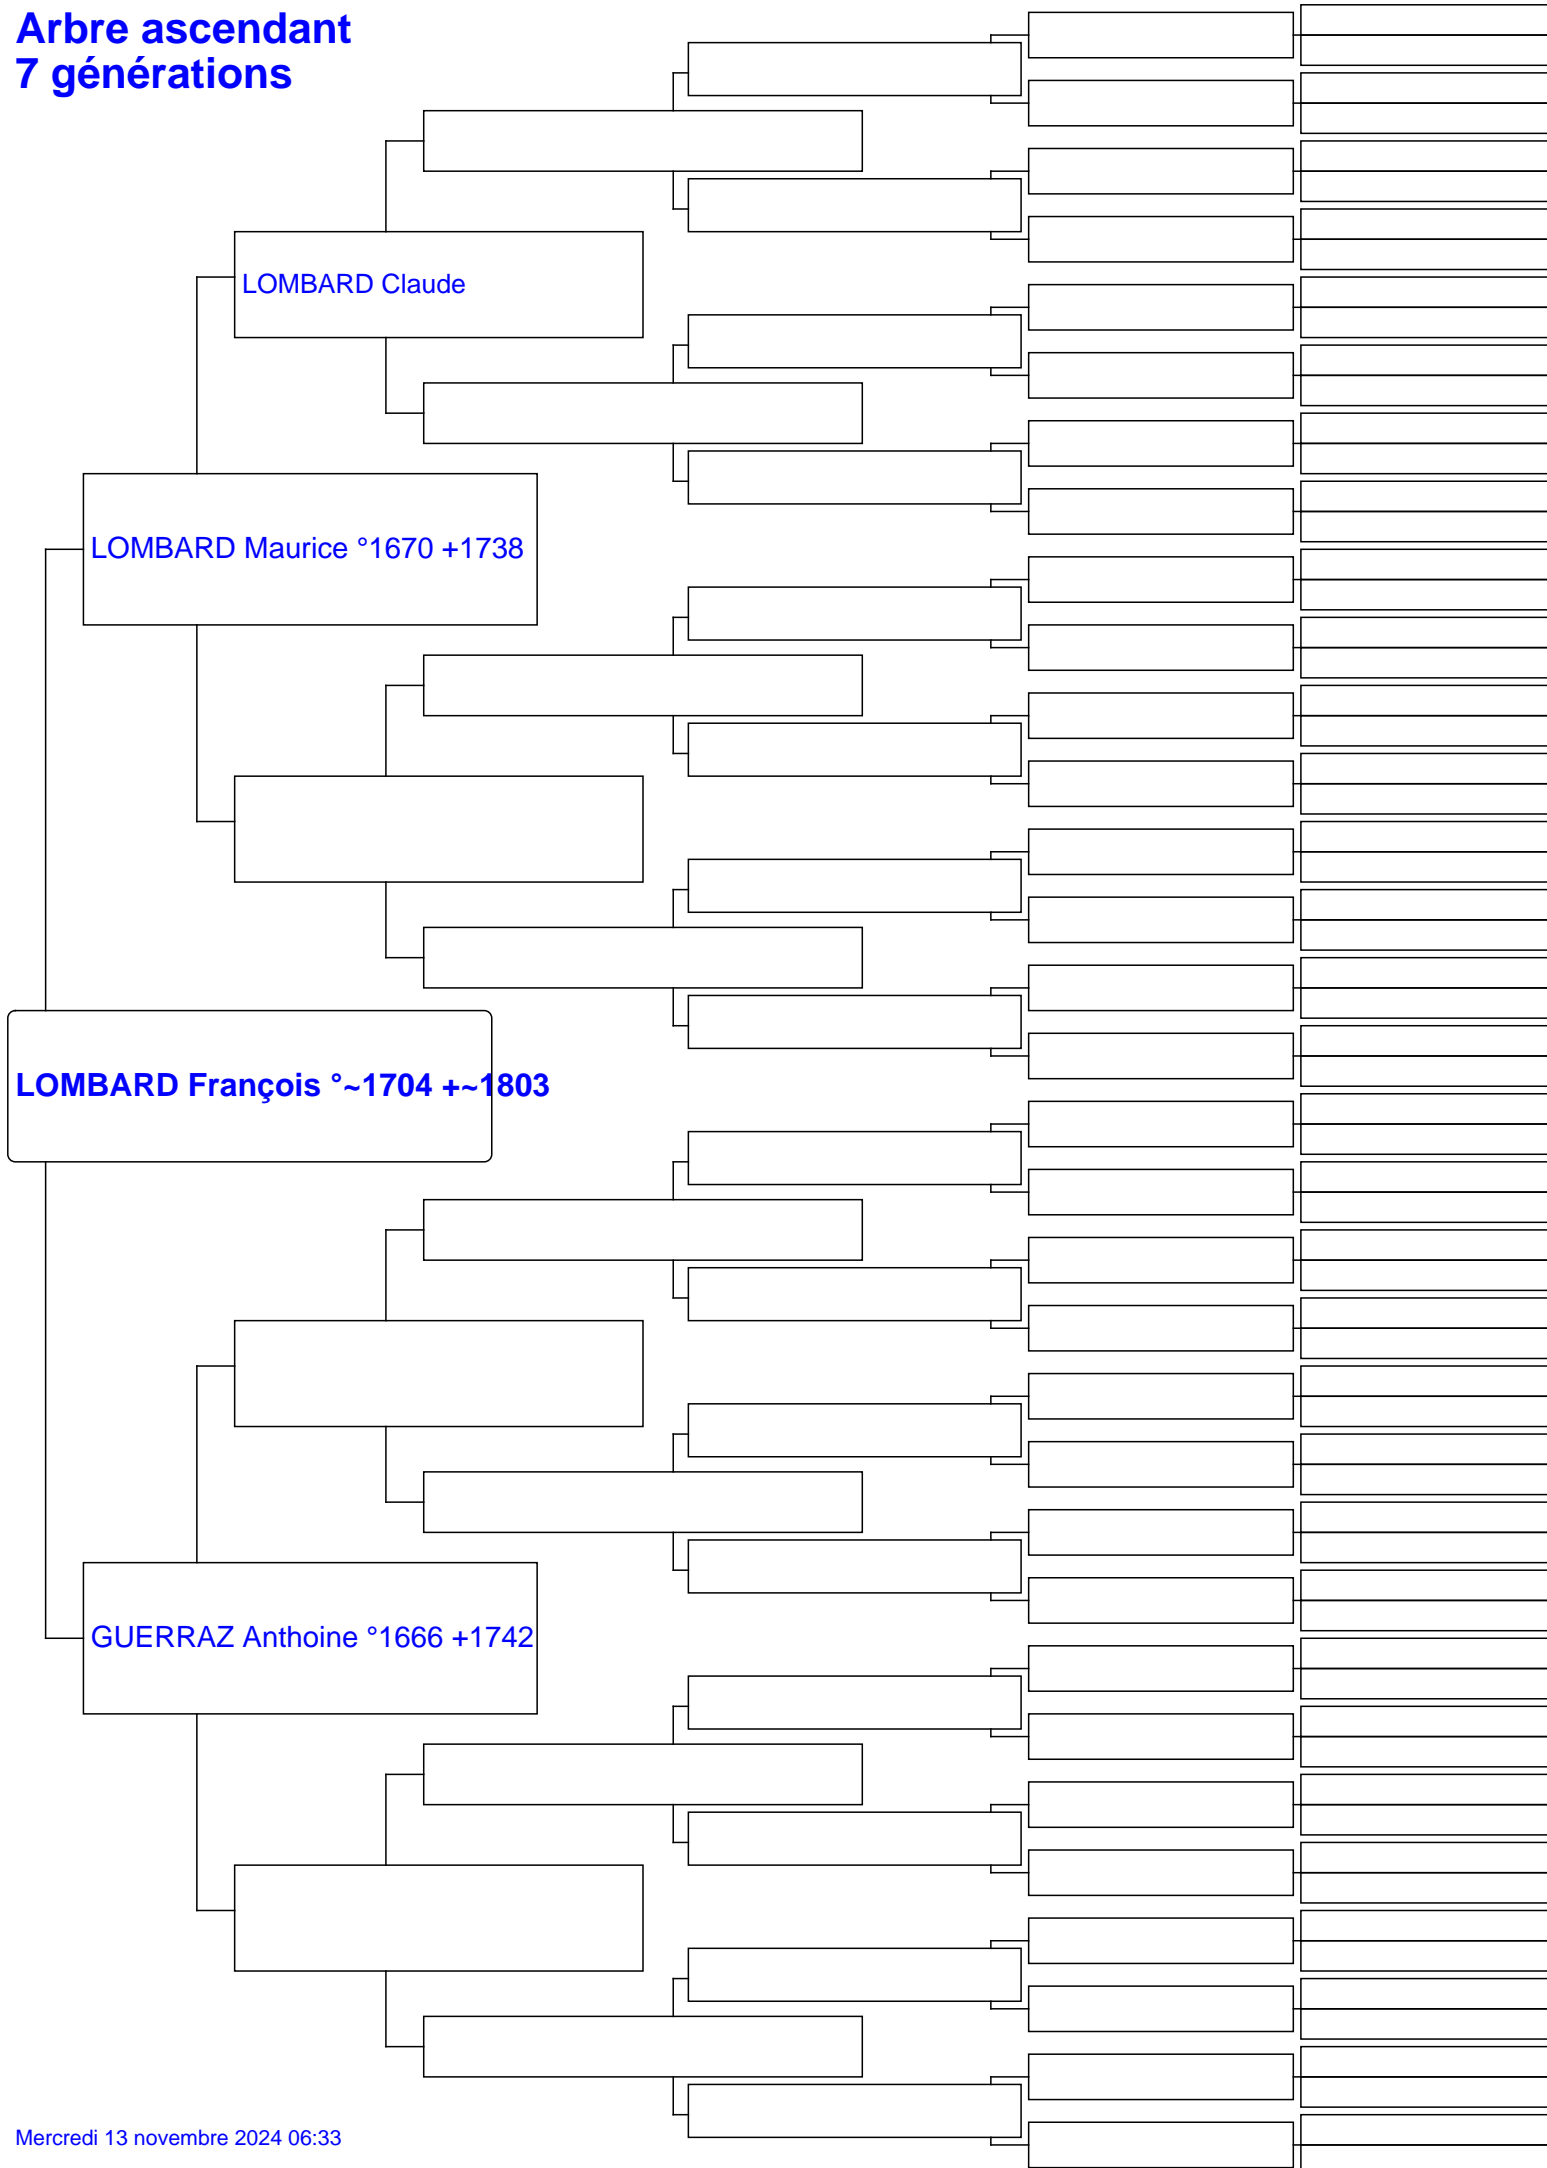 Arbre ascendant
7 générations
LOMBARD Claude
LOMBARD Maurice °1670 +1738
LOMBARD François °~1704 +~1803
GUERRAZ Anthoine °1666 +1742
Mercredi 13 novembre 2024 06:33